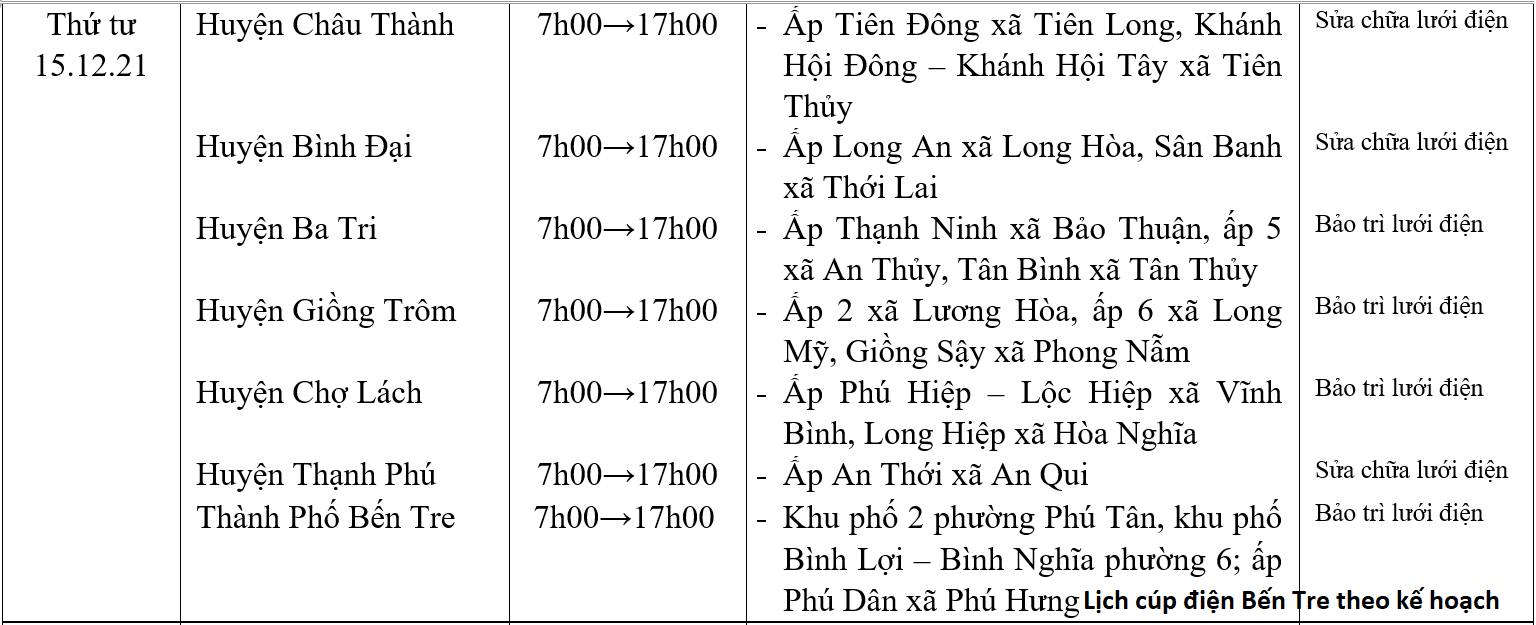 Thứ tư
15.12.21
Huyện Châu Thành 7h00→17h00 - Ấp Tiên Đông xã Tiên Long, Khánh Sửa chữa lưới điện
Hội Đông – Khánh Hội Tây xã Tiên
Thủy
Huyện Bình Đại 7h00→17h00 - Ấp Long An xã Long Hòa, Sân Banh Sửa chữa lưới điện
xã Thới Lai
Huyện Ba Tri 7h00→17h00 - Ấp Thạnh Ninh xã Bảo Thuận, ấp 5 Bảo trì lưới điện
xã An Thủy, Tân Bình xã Tân Thủy
Huyện Giồng Trôm 7h00→17h00 - Ấp 2 xã Lương Hòa, ấp 6 xã Long Bảo trì lưới điện
Mỹ, Giồng Sậy xã Phong Nẫm
Huyện Chợ Lách 7h00→17h00 - Ấp Phú Hiệp – Lộc Hiệp xã Vĩnh Bảo trì lưới điện
Bình, Long Hiệp xã Hòa Nghĩa
Huyện Thạnh Phú 7h00→17h00 - Ấp An Thới xã An Qui Sửa chữa lưới điện
Thành Phố Bến Tre 7h00→17h00 - Khu phố 2 phường Phú Tân, khu phố Bảo trì lưới điện
Bình Lợi – Bình Nghĩa phường 6; ấp
Phú Dân xã Phú Hưng
Lịch cúp điện Bến Tre theo kế hoạch